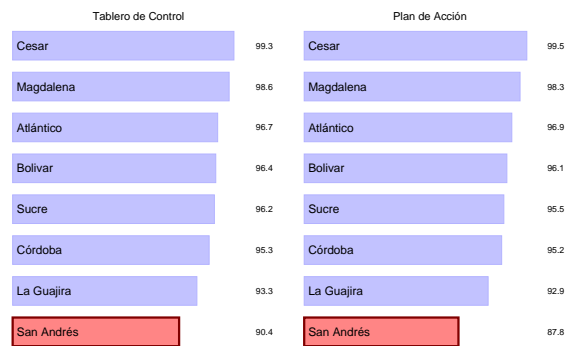 Tablero de Control
Cesar 99.3
Magdalena 98.6
Atlántico 96.7
Bolivar 96.4
Sucre 96.2
Córdoba 95.3
La Guajira 93.3
San Andrés 90.4
Plan de Acción
Cesar 99.5
Magdalena 98.3
Atlántico 96.9
Bolivar 96.1
Sucre 95.5
Córdoba 95.2
La Guajira 92.9
San Andrés 87.8